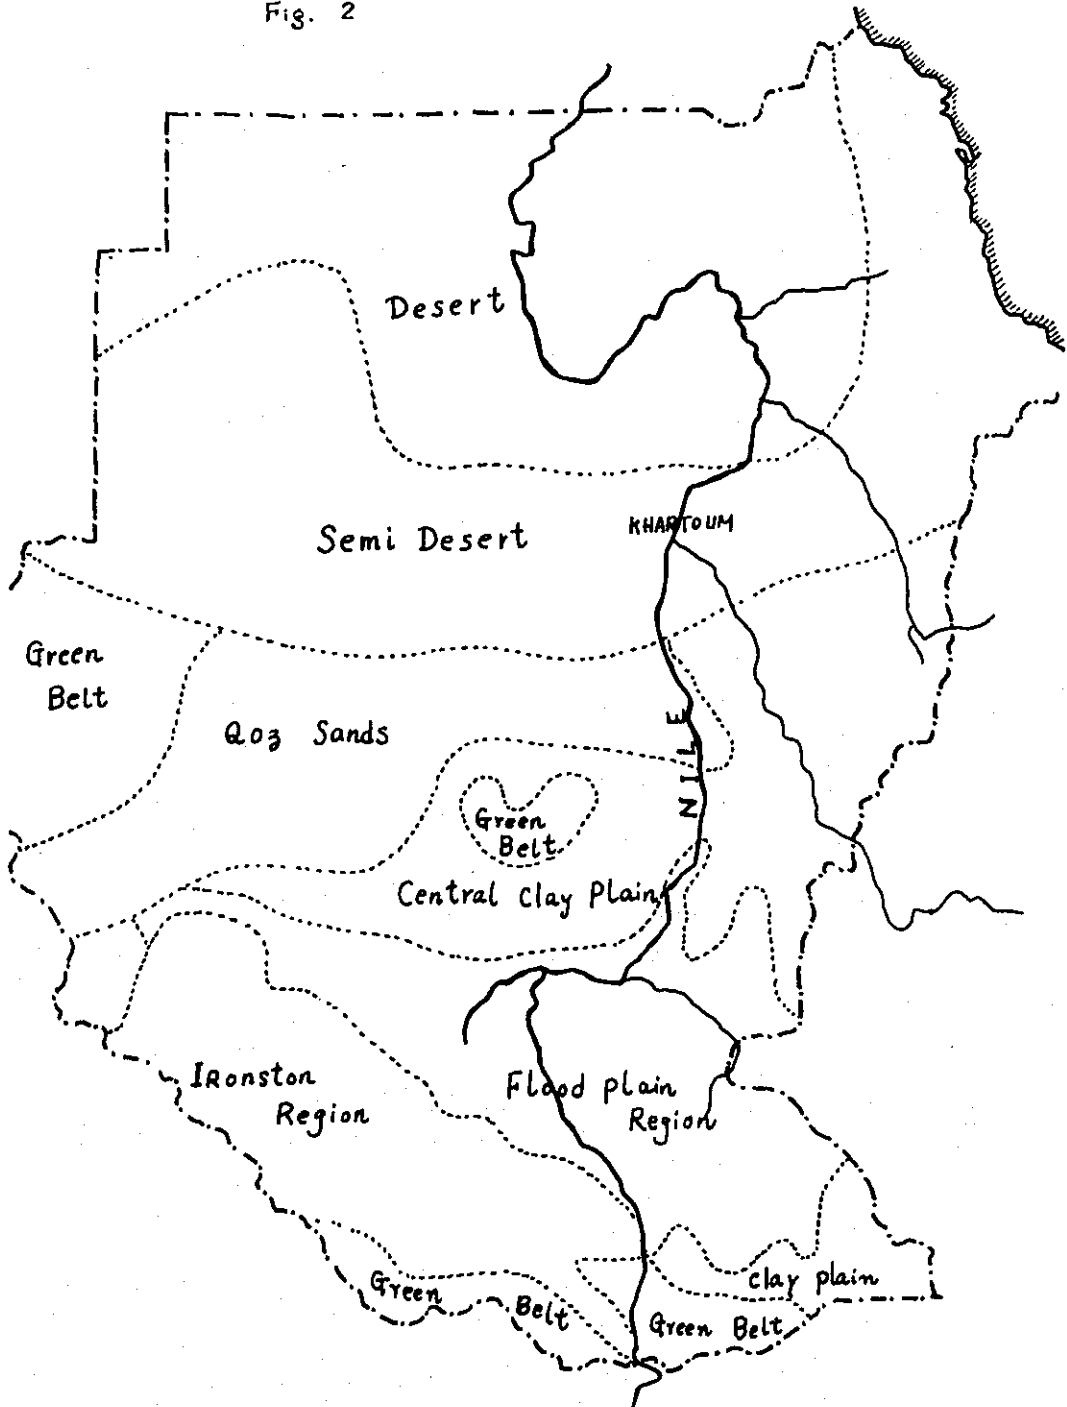 Fig. 2
Desert
Semi Desert
KHARTOUM
Green
Belt
Qoz Sands
NILE
Green
Belt
Central Clay Plain
Ironston
Region
Flood Plain
Region
Clay plain
Green Belt
Green Belt